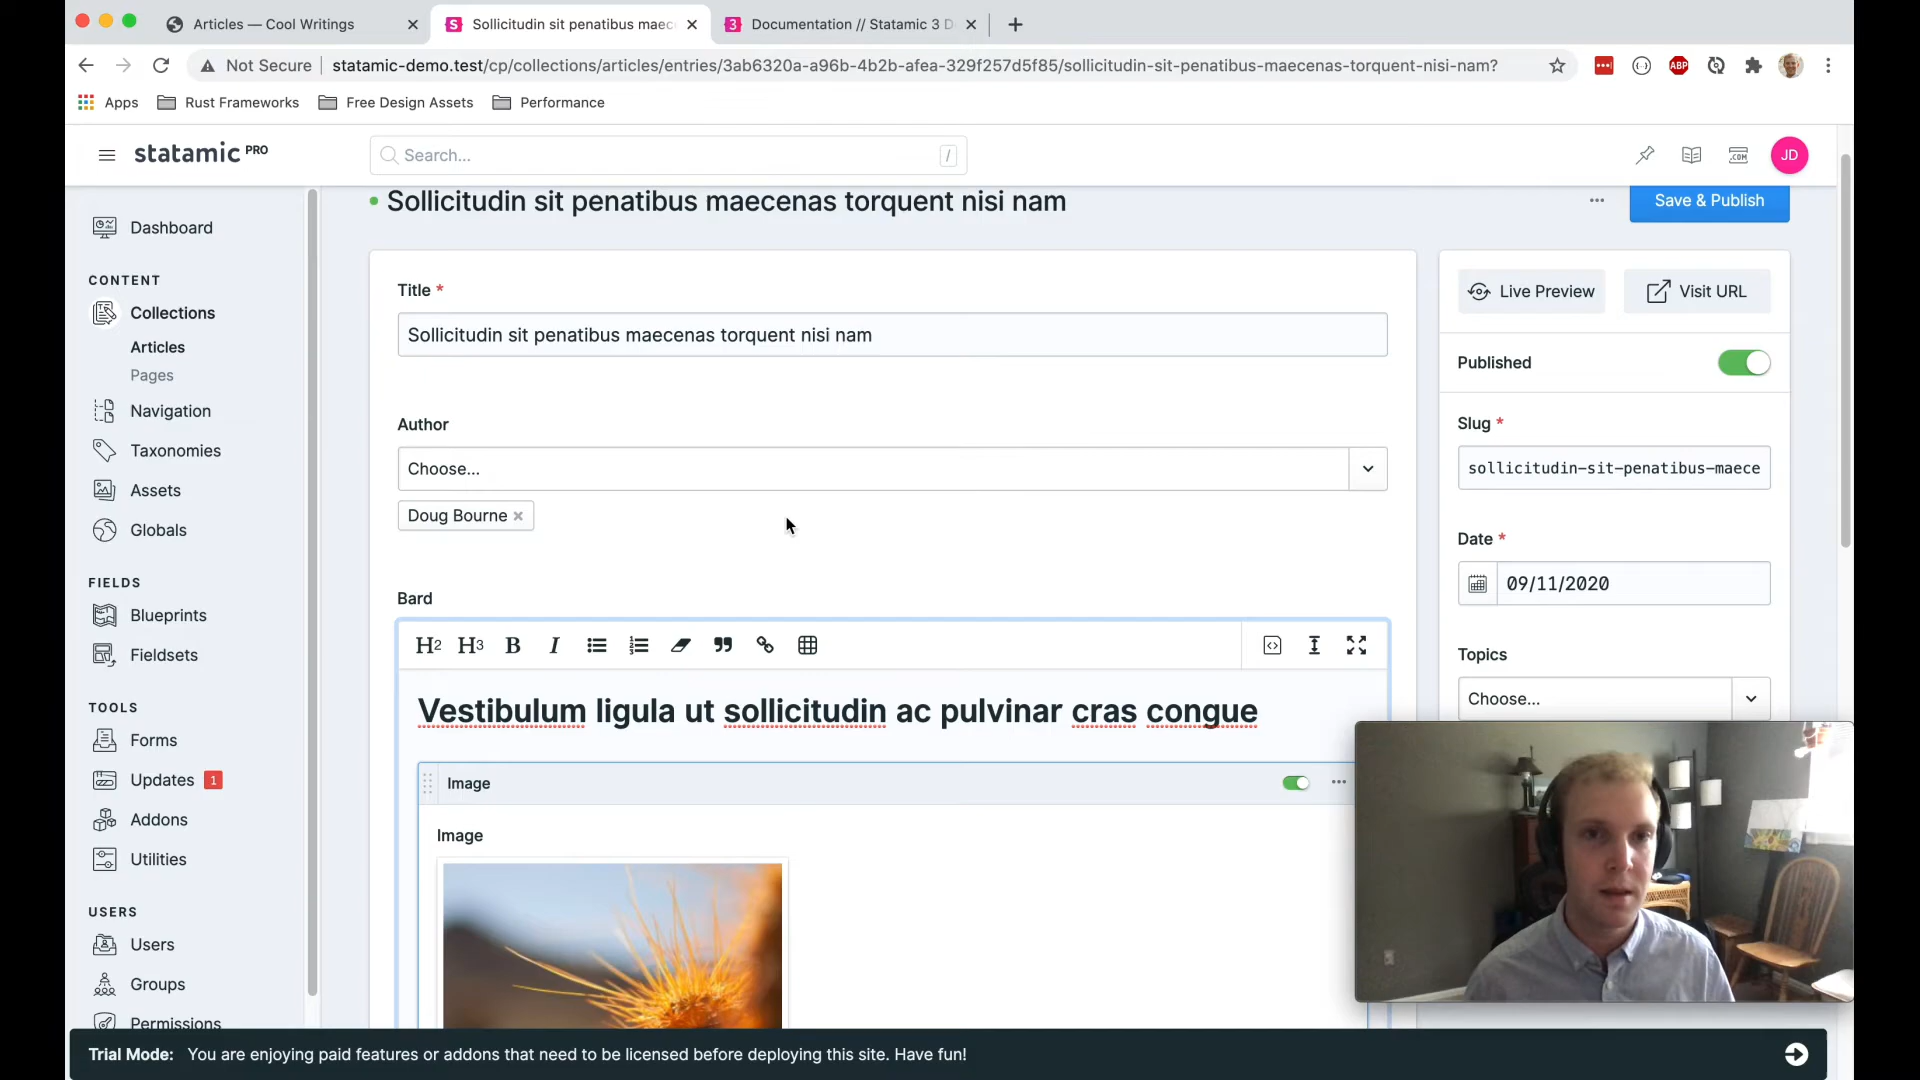 Articles — Cool Writings
Sollicitudin sit penatibus maec
Documentation // Statamic 3 D
Not Secure
statamic-demo.test/cp/collections/articles/entries/3ab6320a-a96b-4b2b-afea-329f257d5f85/sollicitudin-sit-penatibus-maecenas-torquent-nisi-nam?
ABP
Apps
Rust Frameworks
Free Design Assets
Performance
statamic PRO
Search...
/
.COM
JD
Sollicitudin sit penatibus maecenas torquent nisi nam
Save & Publish
Dashboard
CONTENT
Collections
Articles
Pages
Navigation
Taxonomies
Assets
Globals
FIELDS
Blueprints
Fieldsets
TOOLS
Forms
Updates 1
Addons
Utilities
USERS
Users
Groups
Permissions
Title *
Sollicitudin sit penatibus maecenas torquent nisi nam
Author
Choose...
Doug Bourne ×
Bard
H2 H3 B I
Vestibulum ligula ut sollicitudin ac pulvinar cras congue
Image
Image
Live Preview
Visit URL
Published
Slug *
sollicitudin-sit-penatibus-maece
Date *
09/11/2020
Topics
Choose...
Trial Mode: You are enjoying paid features or addons that need to be licensed before deploying this site. Have fun!